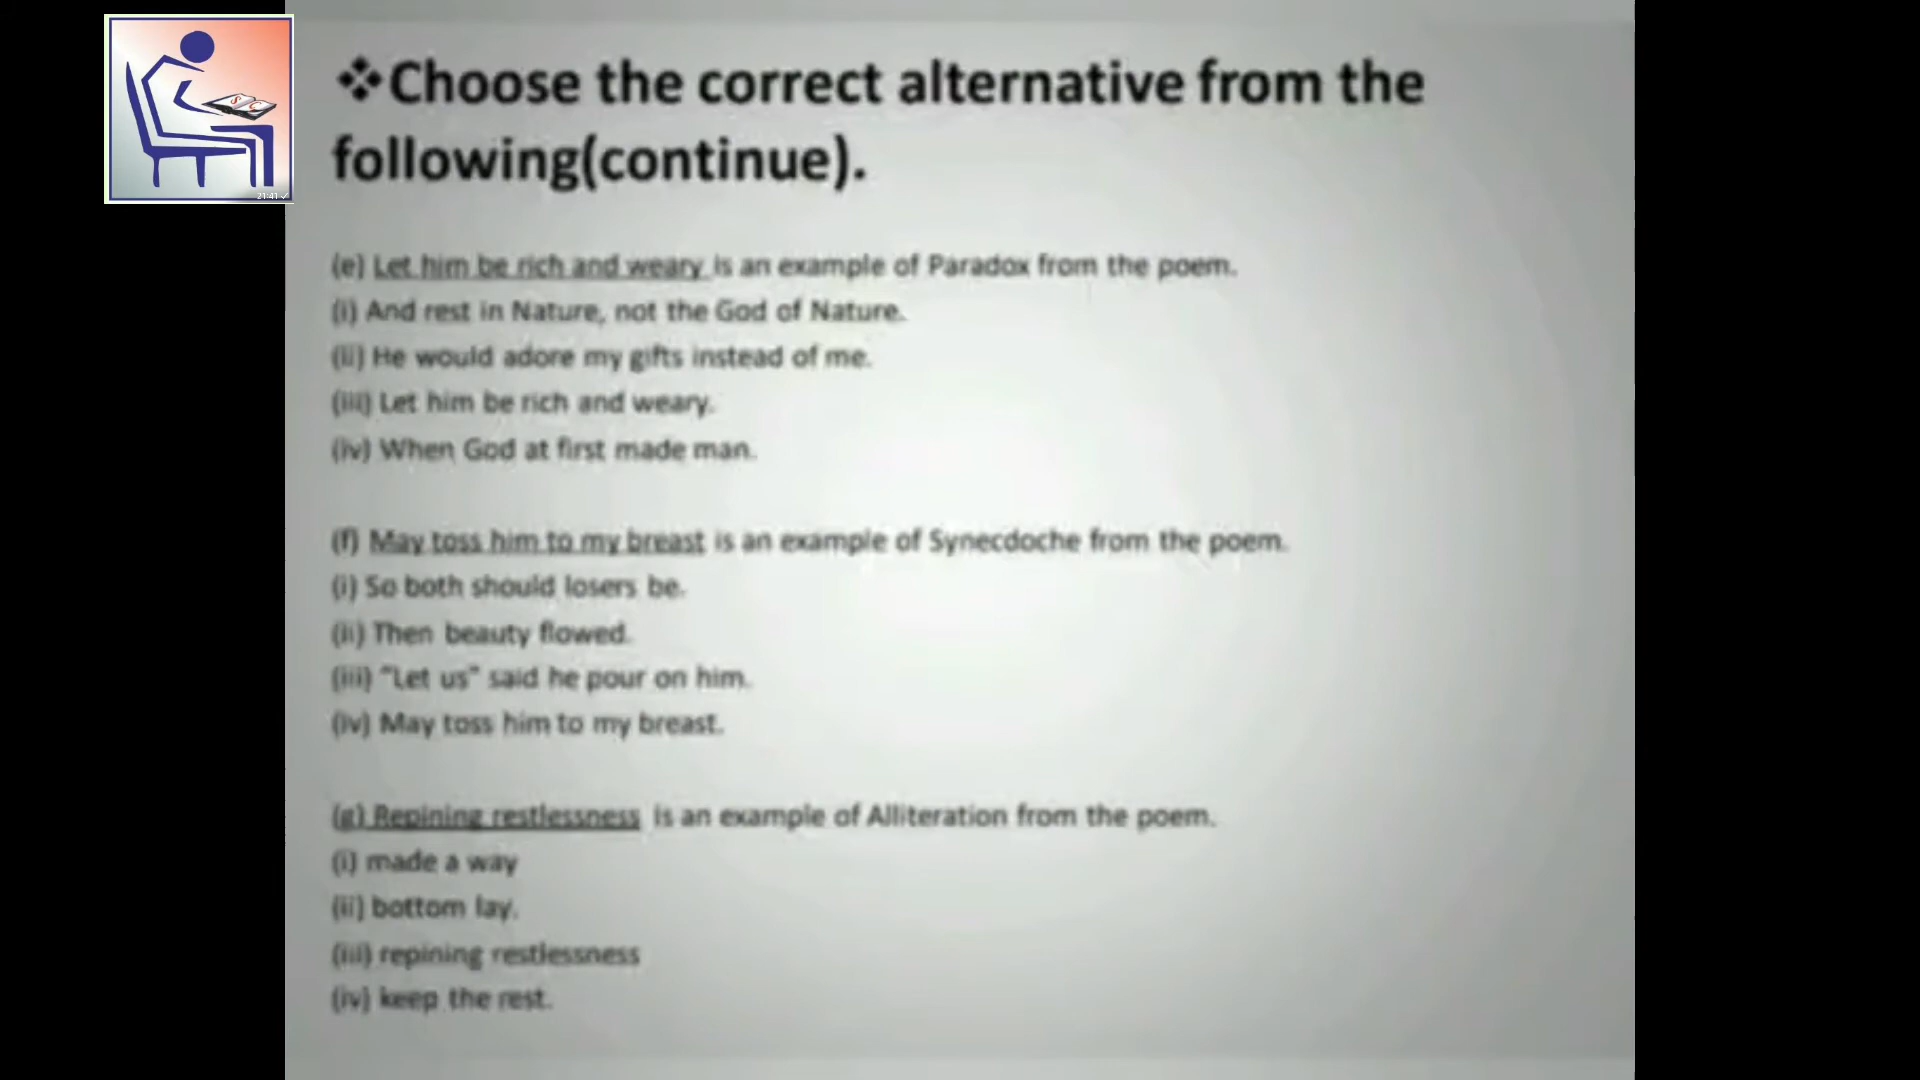 ❖Choose the correct alternative from the
following(continue).
(e) Let him be rich and weary is an example of Paradox from the poem.
(i) And rest in Nature, not the God of Nature.
(ii) He would adore my gifts instead of me.
(iii) Let him be rich and weary.
(iv) When God at first made man.
(f) May toss him to my breast is an example of Synecdoche from the poem.
(i) So both should losers be.
(ii) Then beauty flowed.
(iii) "Let us" said he pour on him.
(iv) May toss him to my breast.
(g) Repining restlessness is an example of Alliteration from the poem.
(i) made a way
(ii) bottom lay.
(iii) repining restlessness
(iv) keep the rest.
S C
21:41